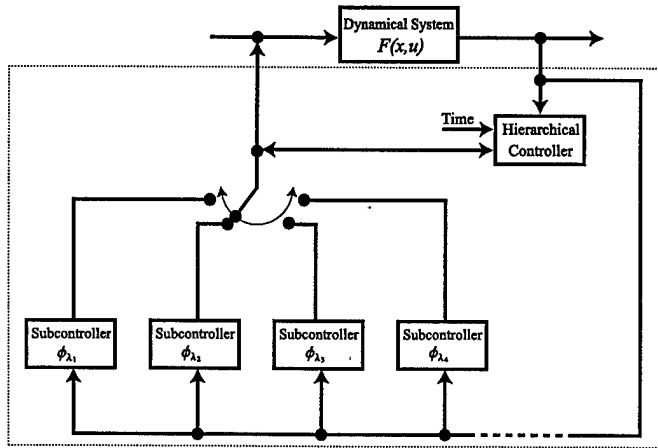 Dynamical System
F(x,u)
Time
Hierarchical
Controller
Subcontroller
ϕλ₁
Subcontroller
ϕλ₂
Subcontroller
ϕλ₃
Subcontroller
ϕλ₄